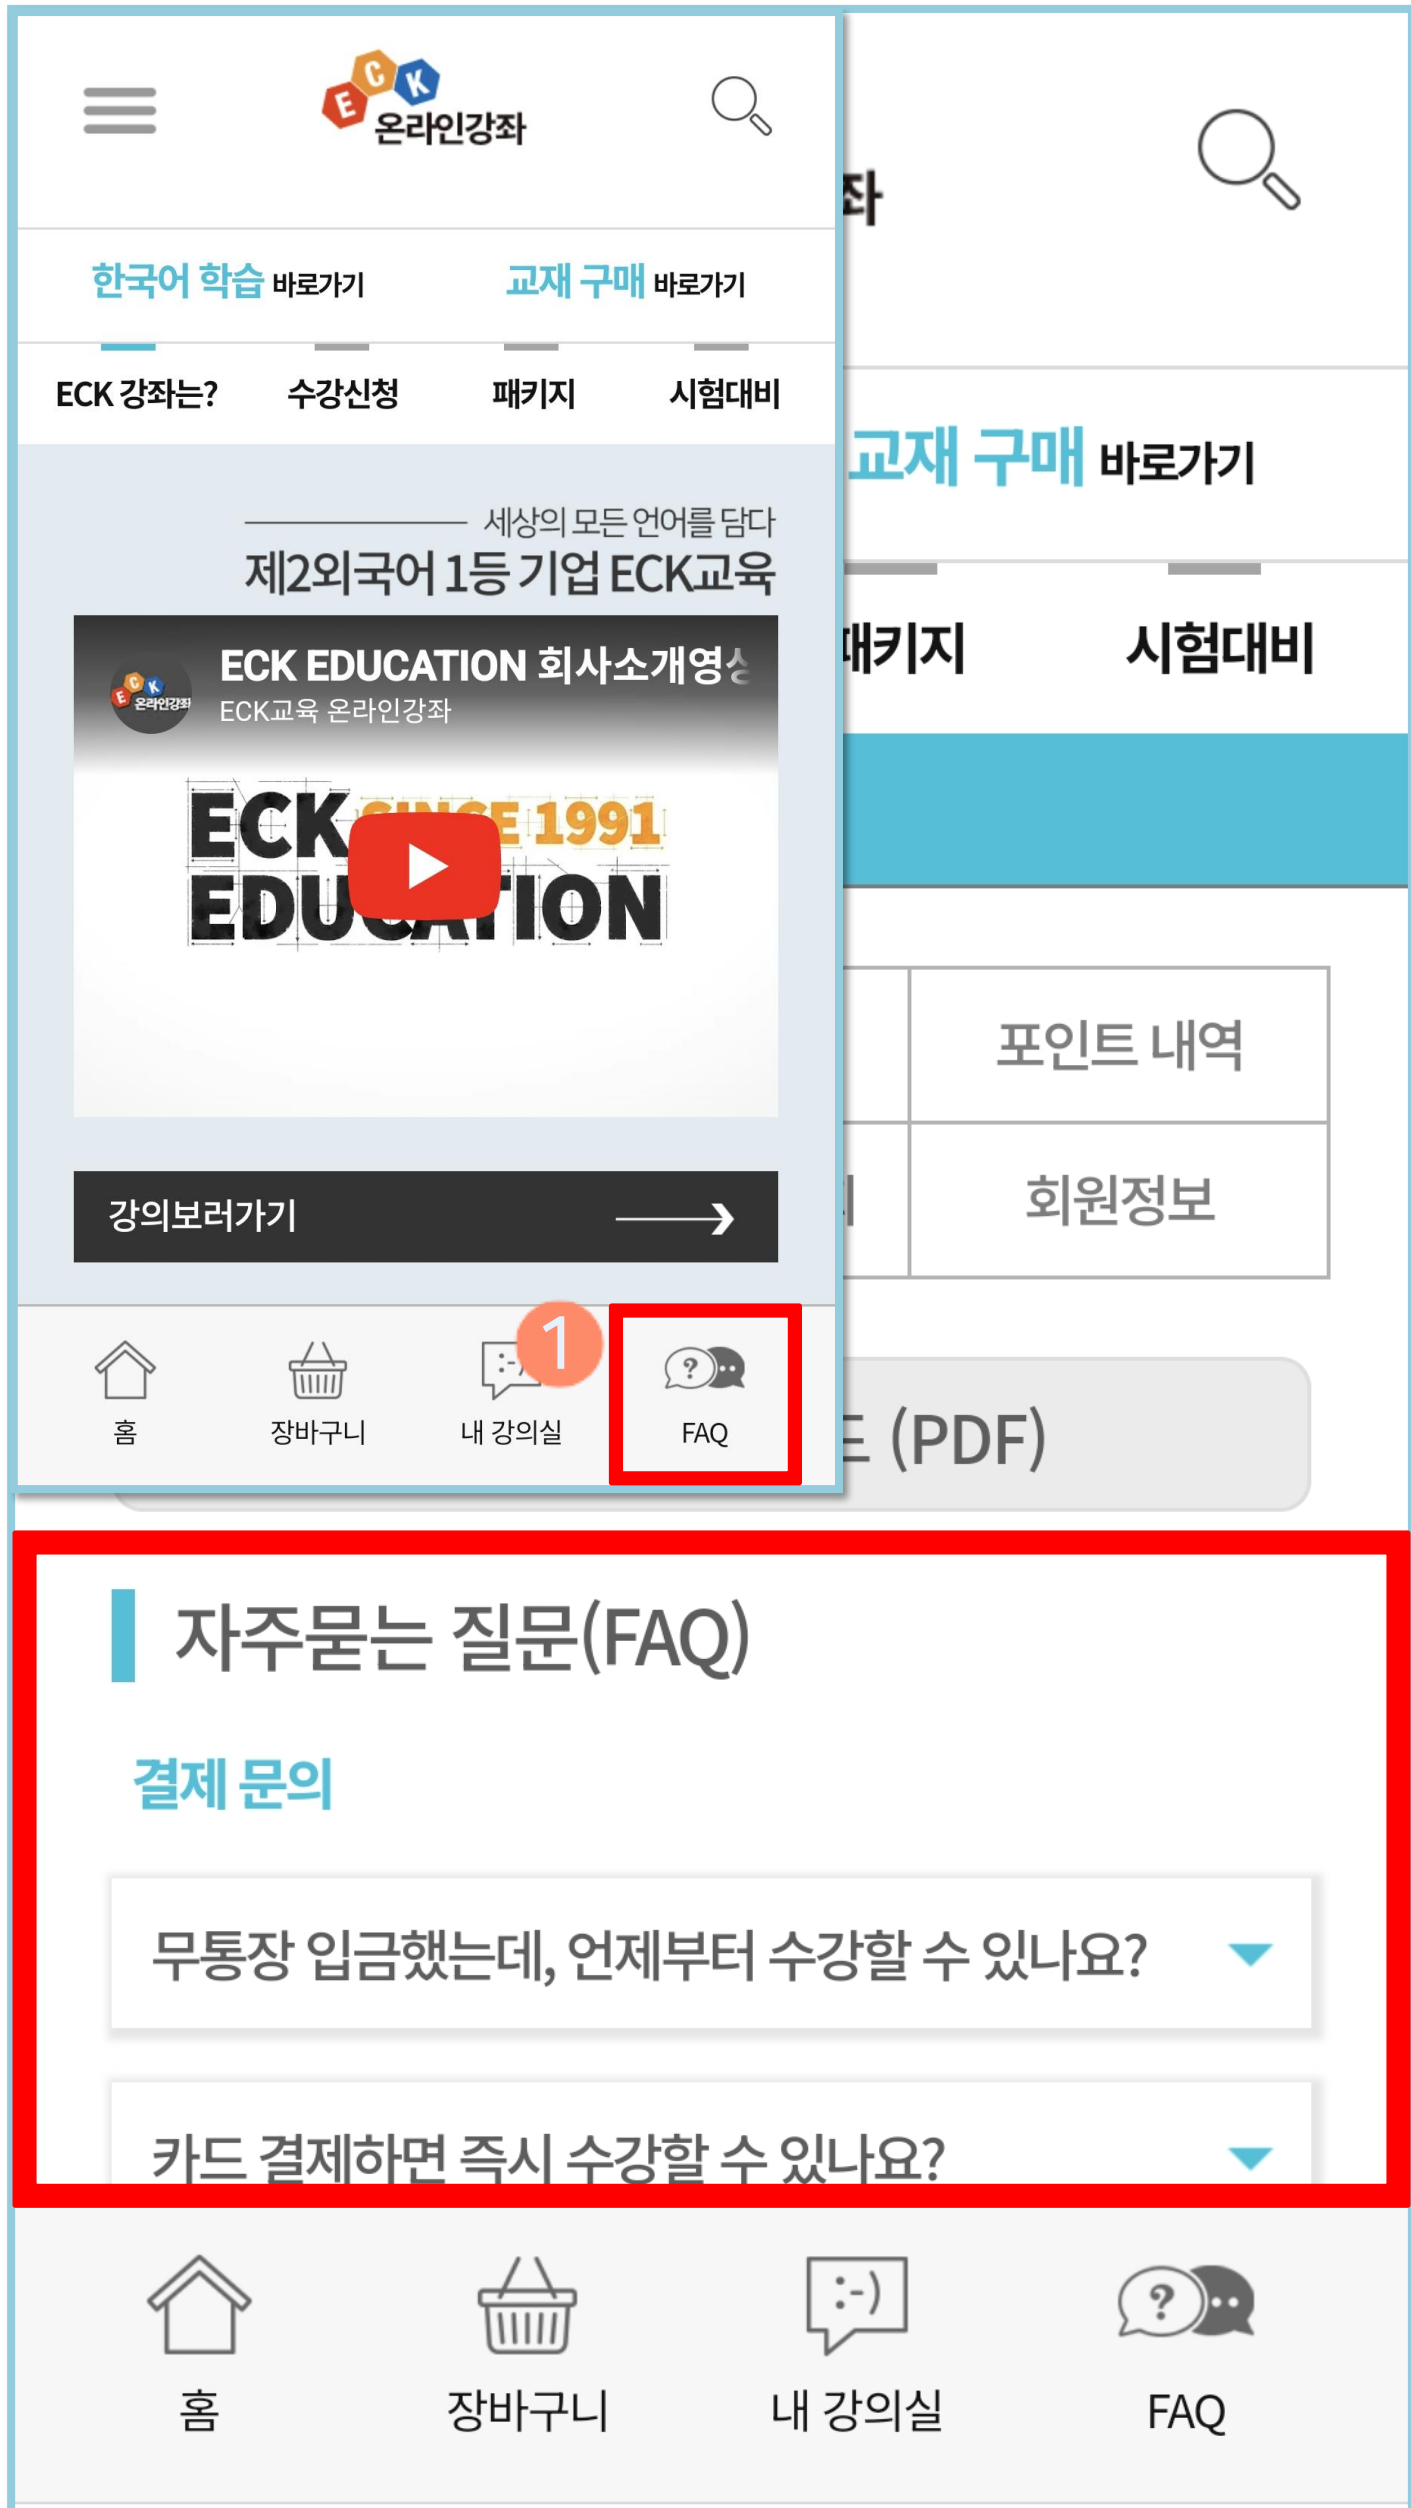 ECK
온라인강좌
한국어 학습 바로가기
교재 구매 바로가기
ECK 강좌는?
수강신청
패키지
시험대비
세상의 모든 언어를 담다
제2외국어 1등 기업 ECK교육
ECK
온라인강좌
ECK EDUCATION 회사소개영상
ECK교육 온라인강좌
ECK SINCE 1991
EDUCATION
강의보러가기
1
홈
장바구니
내 강의실
FAQ
좌
교재 구매 바로가기
패키지
시험대비
포인트 내역
회원정보
(PDF)
자주묻는 질문(FAQ)
결제 문의
무통장 입금했는데, 언제부터 수강할 수 있나요?
카드 결제하면 즉시 수강할 수 있나요?
홈
장바구니
내 강의실
FAQ